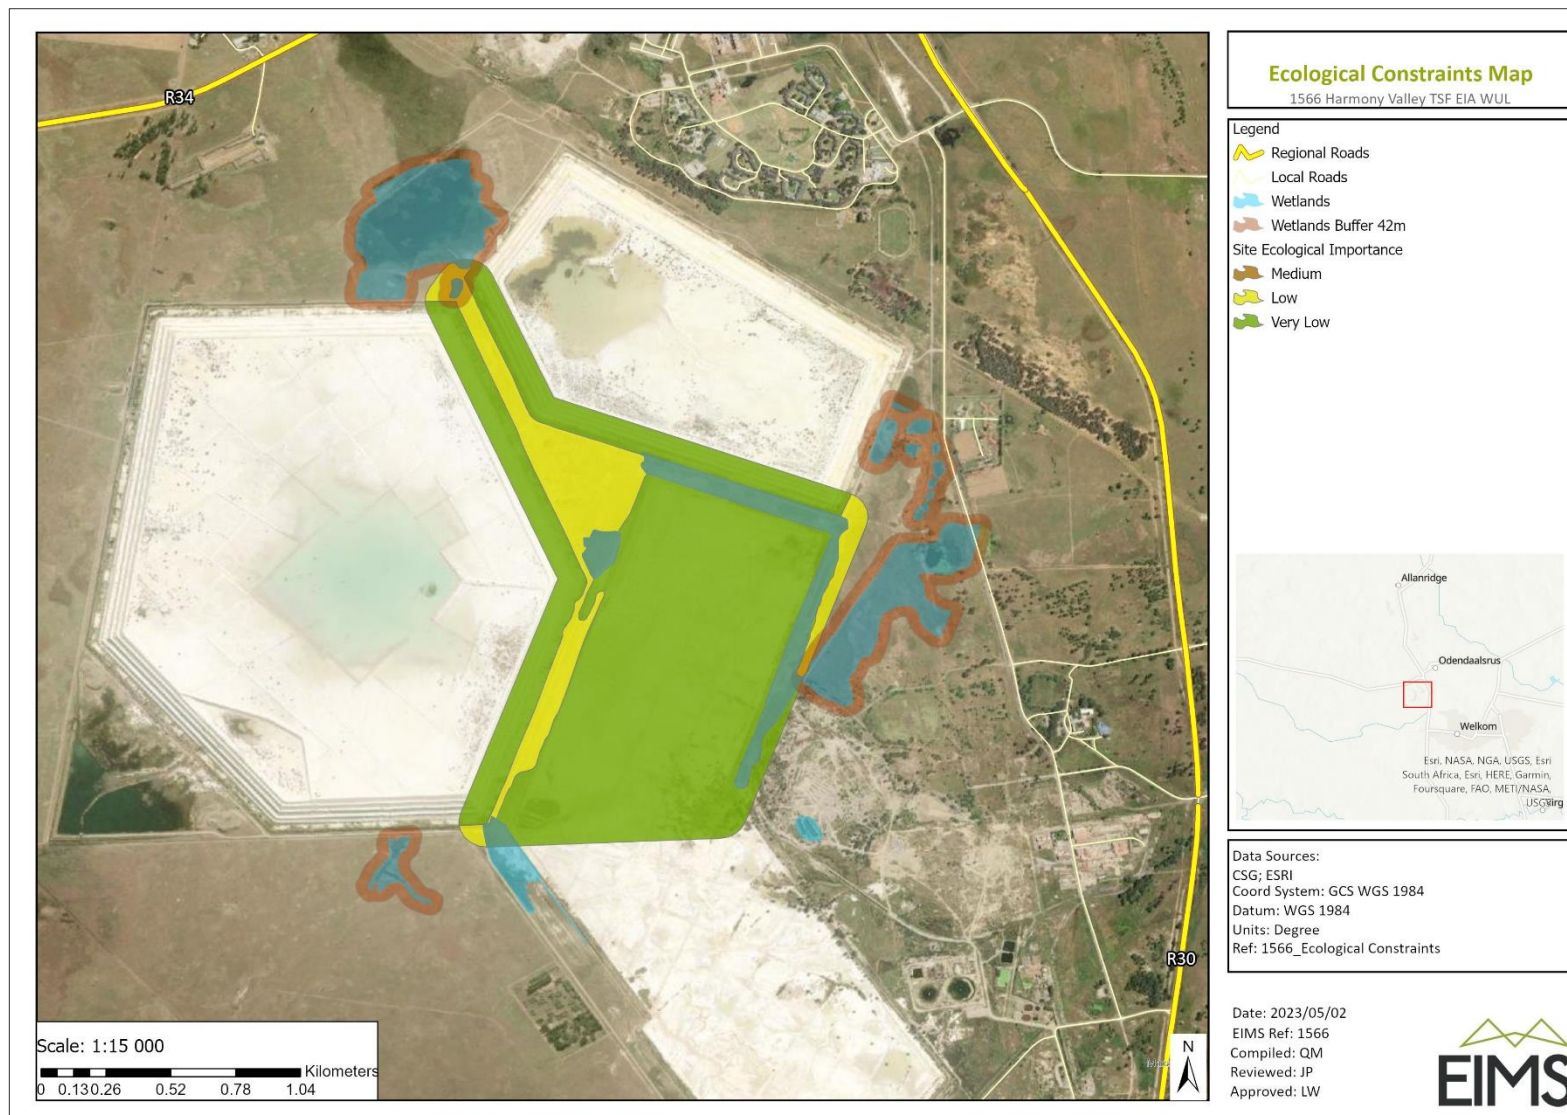 Ecological Constraints Map
1566 Harmony Valley TSF EIA WUL
Legend
Regional Roads
Local Roads
Wetlands
Wetlands Buffer 42m
Site Ecological Importance
Medium
Low
Very Low
R34
R30
Allanridge
Odendaalsrus
Welkom
Esri, NASA, NGA, USGS, Esri
South Africa, Esri, HERE, Garmin,
Foursquare, FAO, METI/NASA,
Data Sources:
CSG; ESRI
Coord System: GCS WGS 1984
Datum: WGS 1984
Units: Degree
Ref: 1566_Ecological Constraints
Date: 2023/05/02
EIMS Ref: 1566
Compiled: QM
Reviewed: JP
Approved: LW
EIMS
Scale: 1:15 000
Kilometers
0 0.13 0.26 0.52 0.78 1.04
N